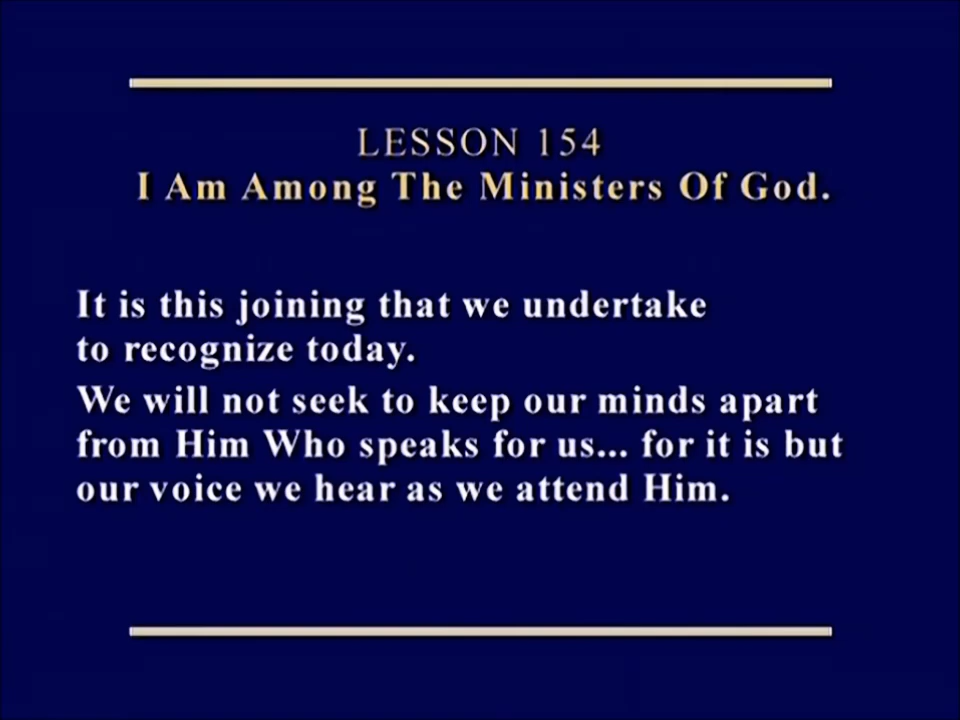 LESSON 154
I Am Among The Ministers Of God.
It is this joining that we undertake
to recognize today.
We will not seek to keep our minds apart
from Him Who speaks for us... for it is but
our voice we hear as we attend Him.